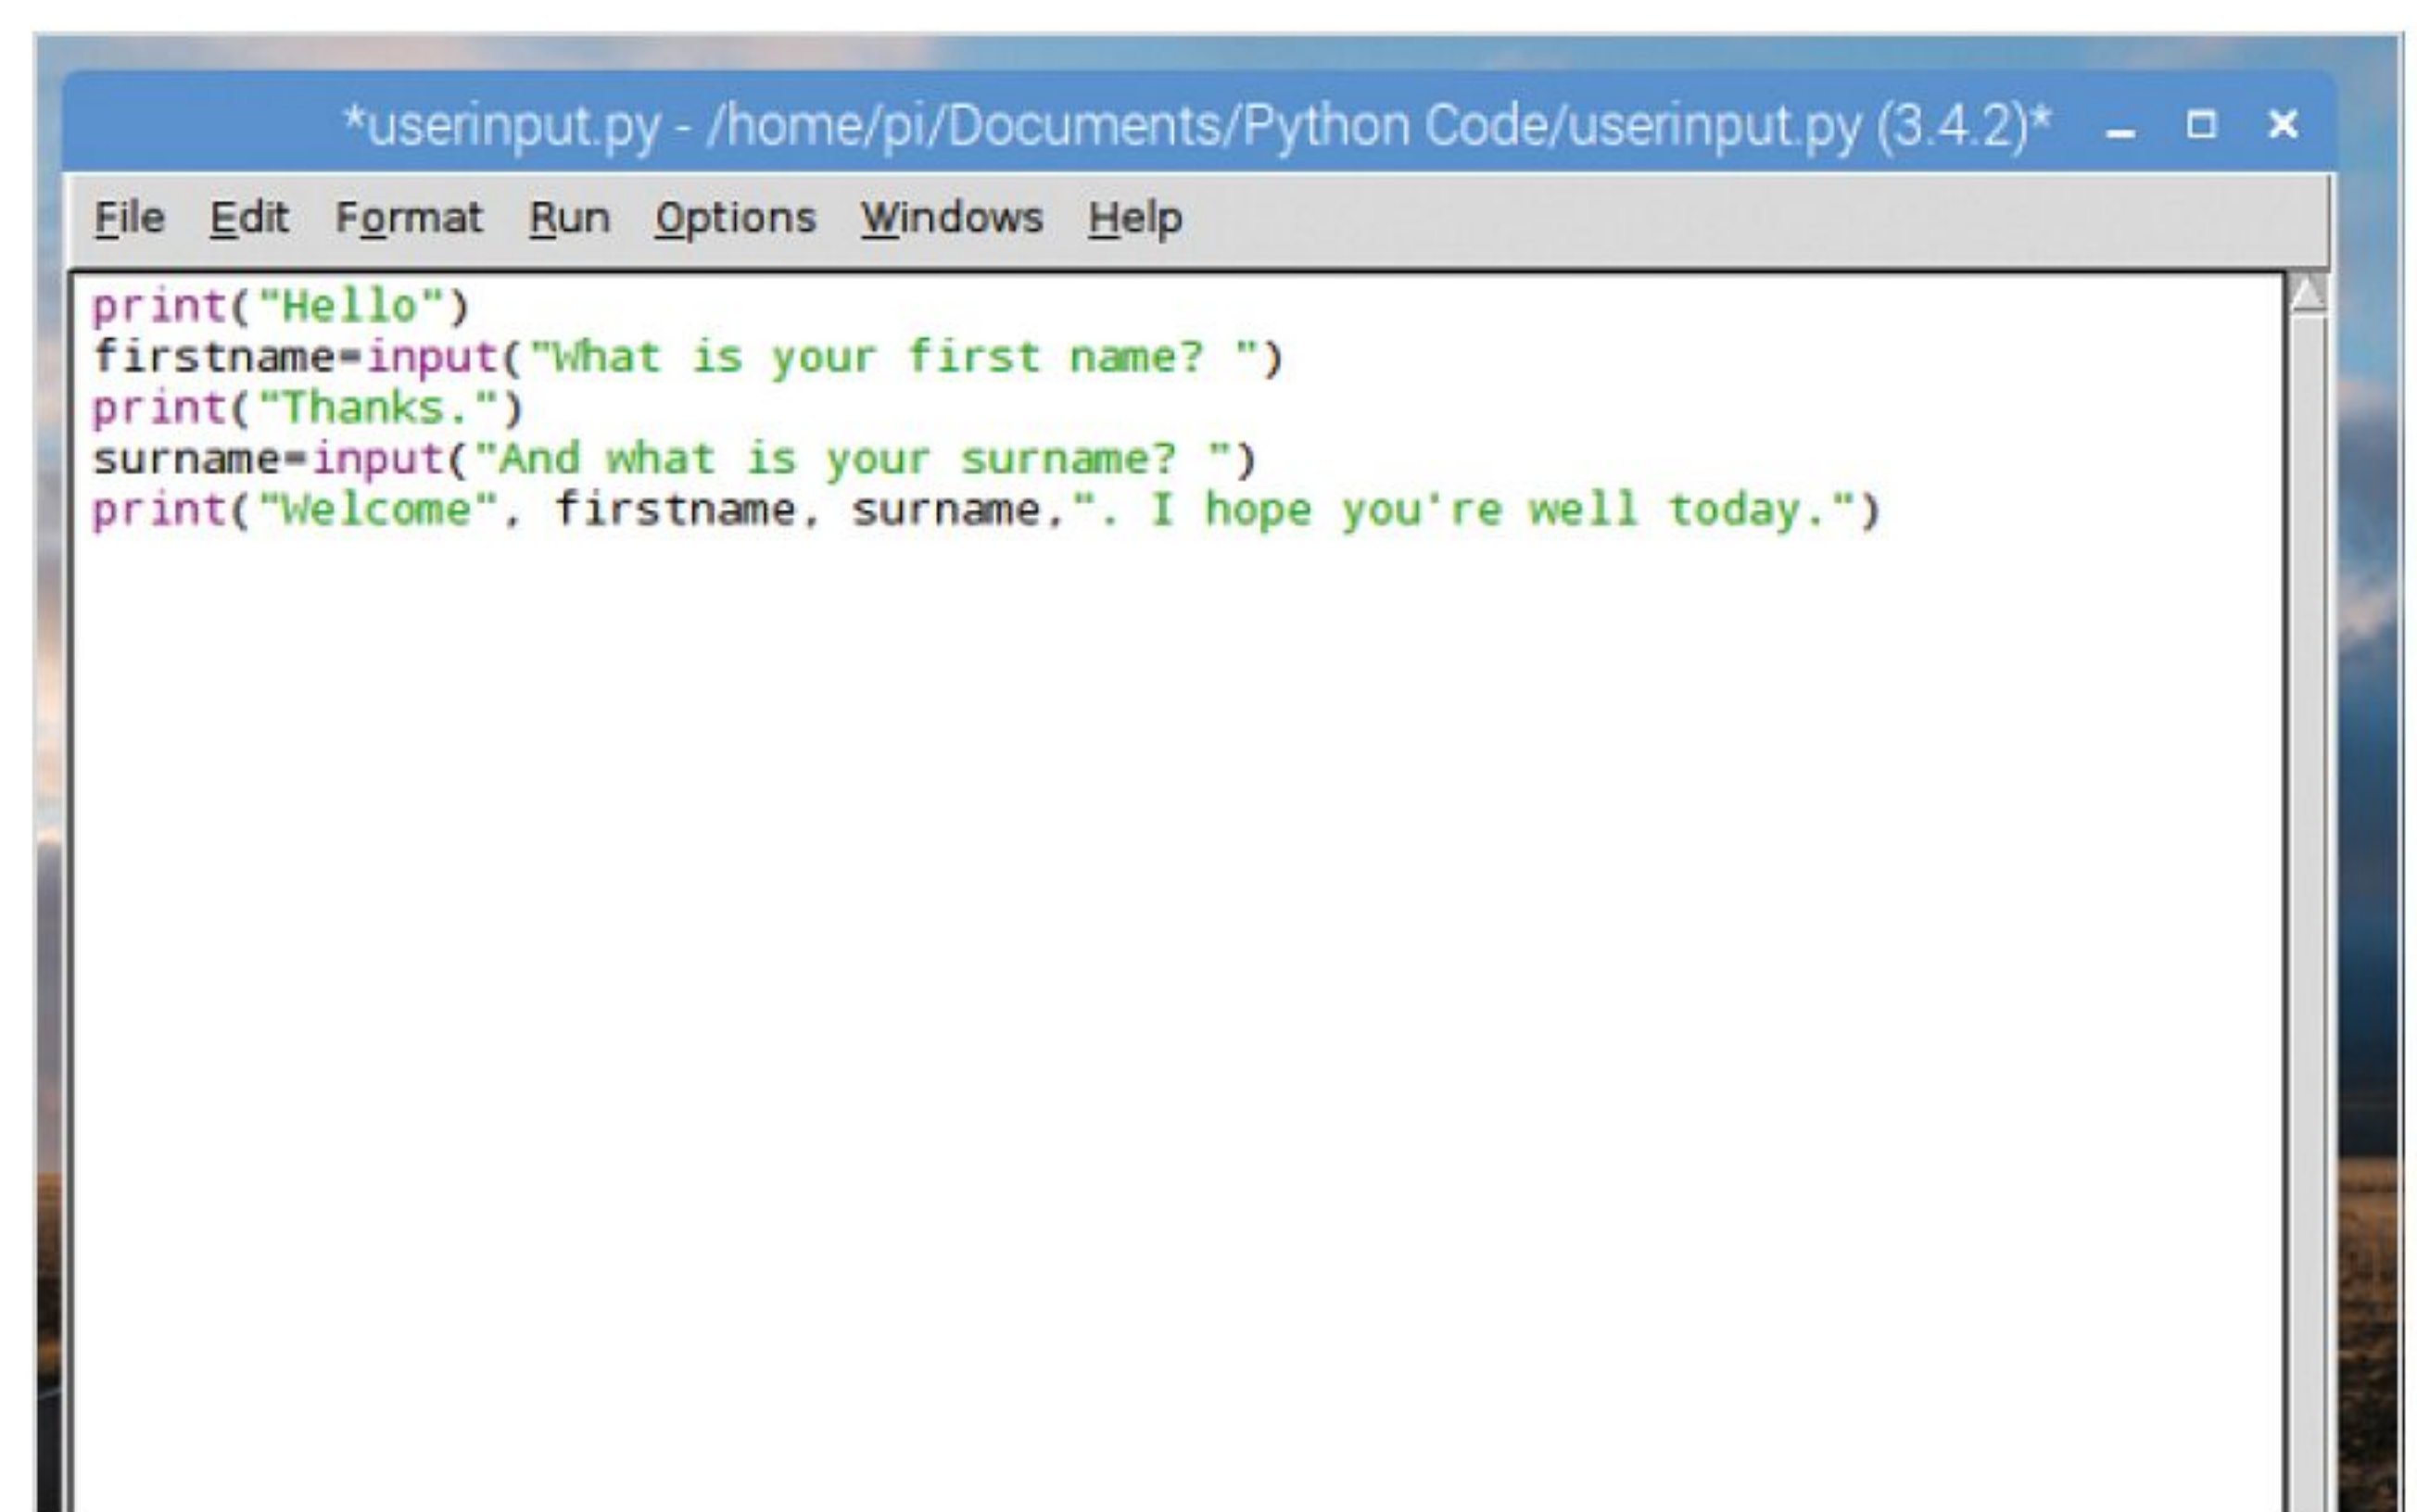 *userinput.py - /home/pi/Documents/Python Code/userinput.py (3.4.2)*
File Edit Format Run Options Windows Help
print("Hello")
firstname=input("What is your first name? ")
print("Thanks.")
surname=input("And what is your surname? ")
print("Welcome", firstname, surname,". I hope you're well today.")